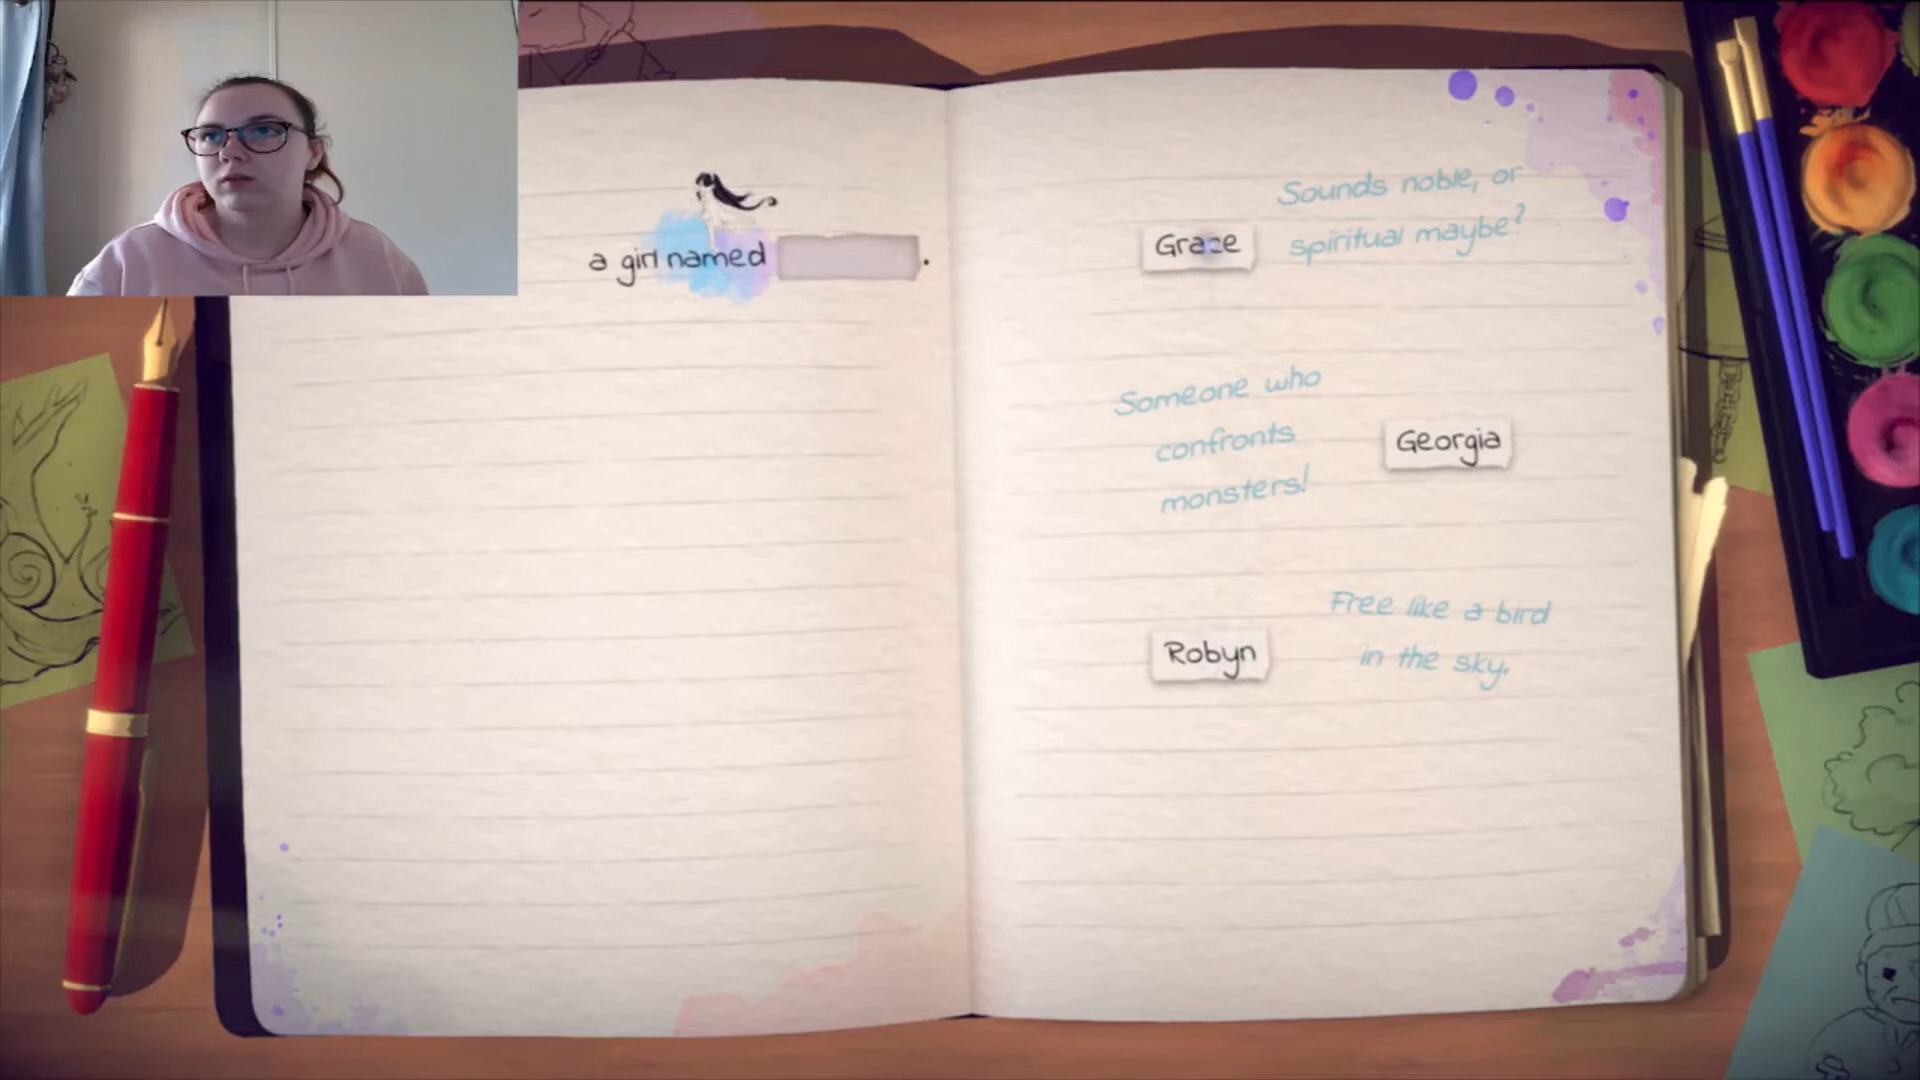 a girl named .
Grace
Sounds noble, or
spiritual maybe?
Someone who
confronts
monsters!
Georgia
Robyn
Free like a bird
in the sky.